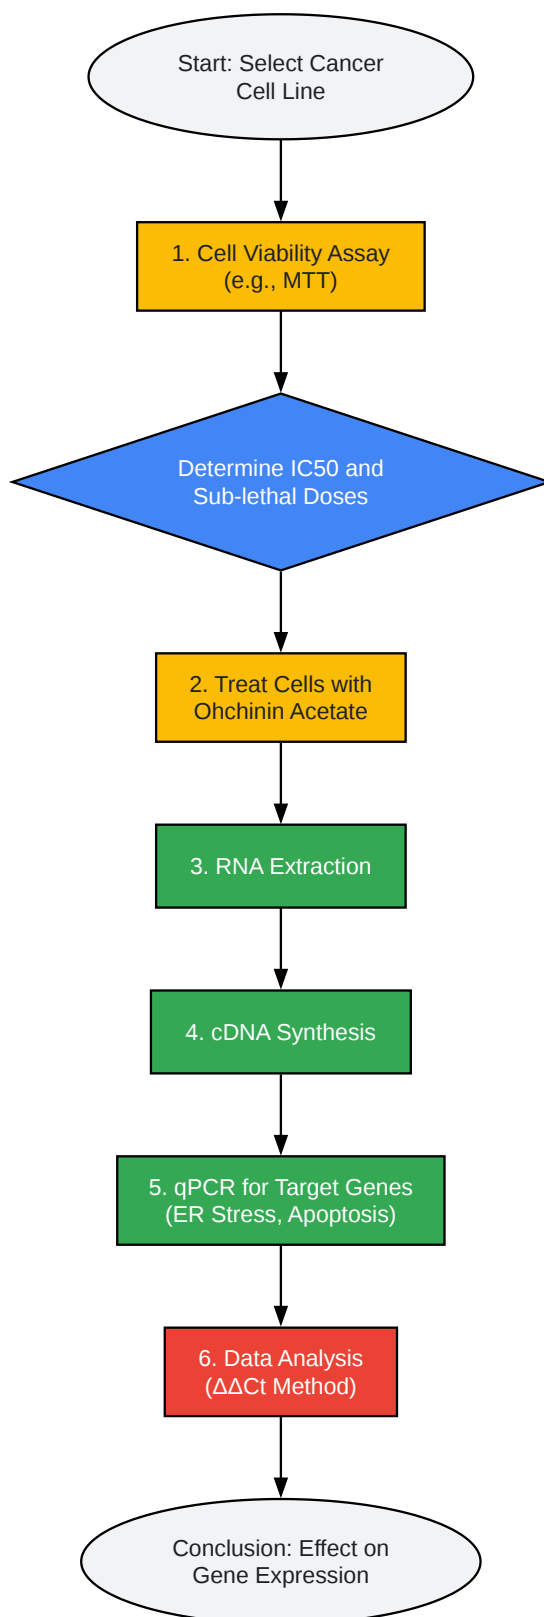 Start: Select Cancer
Cell Line
1. Cell Viability Assay
(e.g., MTT)
Determine IC50 and
Sub-lethal Doses
2. Treat Cells with
Ohchinin Acetate
3. RNA Extraction
4. cDNA Synthesis
5. qPCR for Target Genes
(ER Stress, Apoptosis)
6. Data Analysis
(ΔΔCt Method)
Conclusion: Effect on
Gene Expression